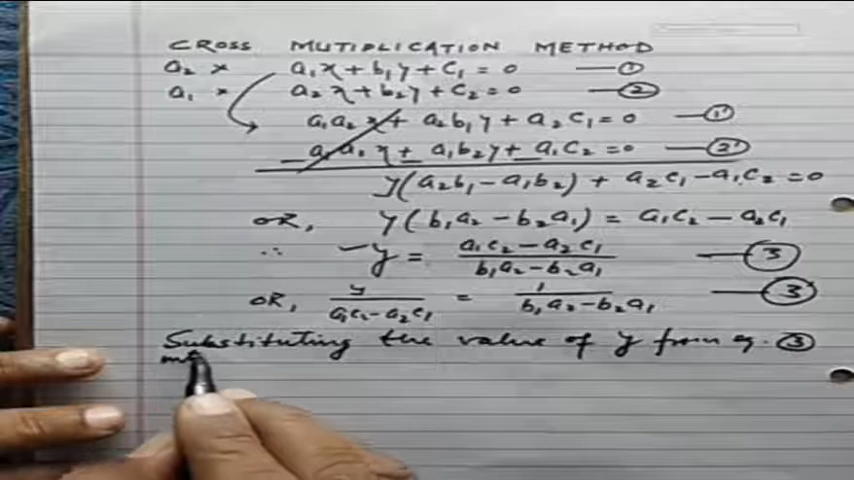 CROSS MUTIPLICATION METHOD
a₂ × a₁x + b₁y + c₁ = 0 —①
a₁ × a₂x + b₂y + c₂ = 0 —②
a₁a₂x + a₂b₁y + a₂c₁ = 0 —①'
a₁a₂x + a₁b₂y + a₁c₂ = 0 —②'
y(a₂b₁ - a₁b₂) + a₂c₁ - a₁c₂ = 0
OR, y(b₁a₂ - b₂a₁) = a₁c₂ - a₂c₁
∴ y = (a₁c₂ - a₂c₁)/(b₁a₂ - b₂a₁) —③
OR, y/(a₁c₂ - a₂c₁) = 1/(b₁a₂ - b₂a₁) —③
Substituting the value of y from eq. ③